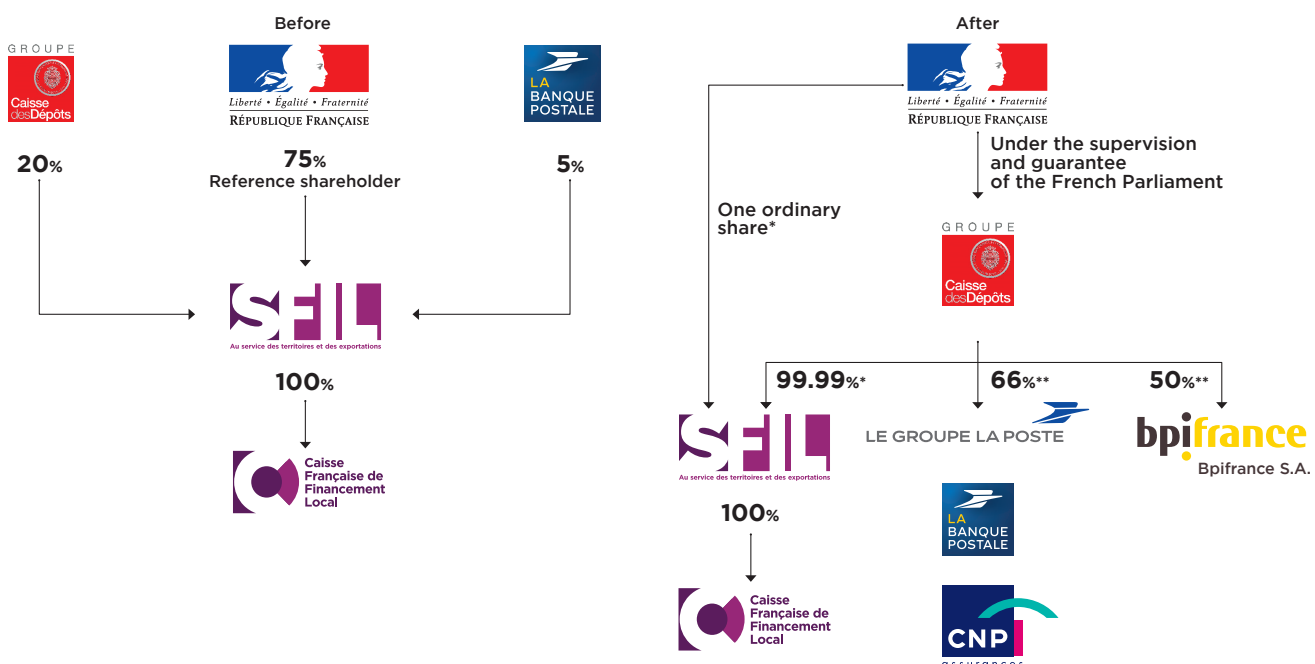 Before
GROUPE
Caisse
desDépôts
Liberté • Égalité • Fraternité
RÉPUBLIQUE FRANÇAISE
LA
BANQUE
POSTALE
20%
75%
Reference shareholder
5%
SFIL
Au service des territoires et des exportations
100%
Caisse
Française de
Financement
Local
After
Liberté • Égalité • Fraternité
RÉPUBLIQUE FRANÇAISE
Under the supervision
and guarantee
of the French Parliament
One ordinary
share*
GROUPE
Caisse
desDépôts
99.99%*
66%**
50%**
SFIL
Au service des territoires et des exportations
LE GROUPE LA POSTE
bpifrance
Bpifrance S.A.
100%
LA
BANQUE
POSTALE
Caisse
Française de
Financement
Local
CNP
assurances